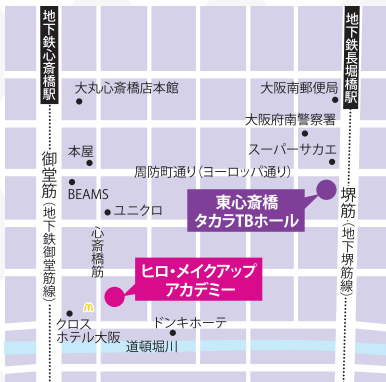 地下鉄心斎橋駅
地下鉄長堀橋駅
大丸心斎橋店本館
大阪南郵便局
大阪府南警察署
スーパーサカエ
本屋
周防町通り(ヨーロッパ通り)
BEAMS
ユニクロ
東心斎橋
タカラTBホール
御堂筋(地下鉄御堂筋線)
心斎橋筋
堺筋(地下堺筋線)
ヒロ・メイクアップ
アカデミー
クロス
ホテル大阪
ドンキホーテ
道頓堀川